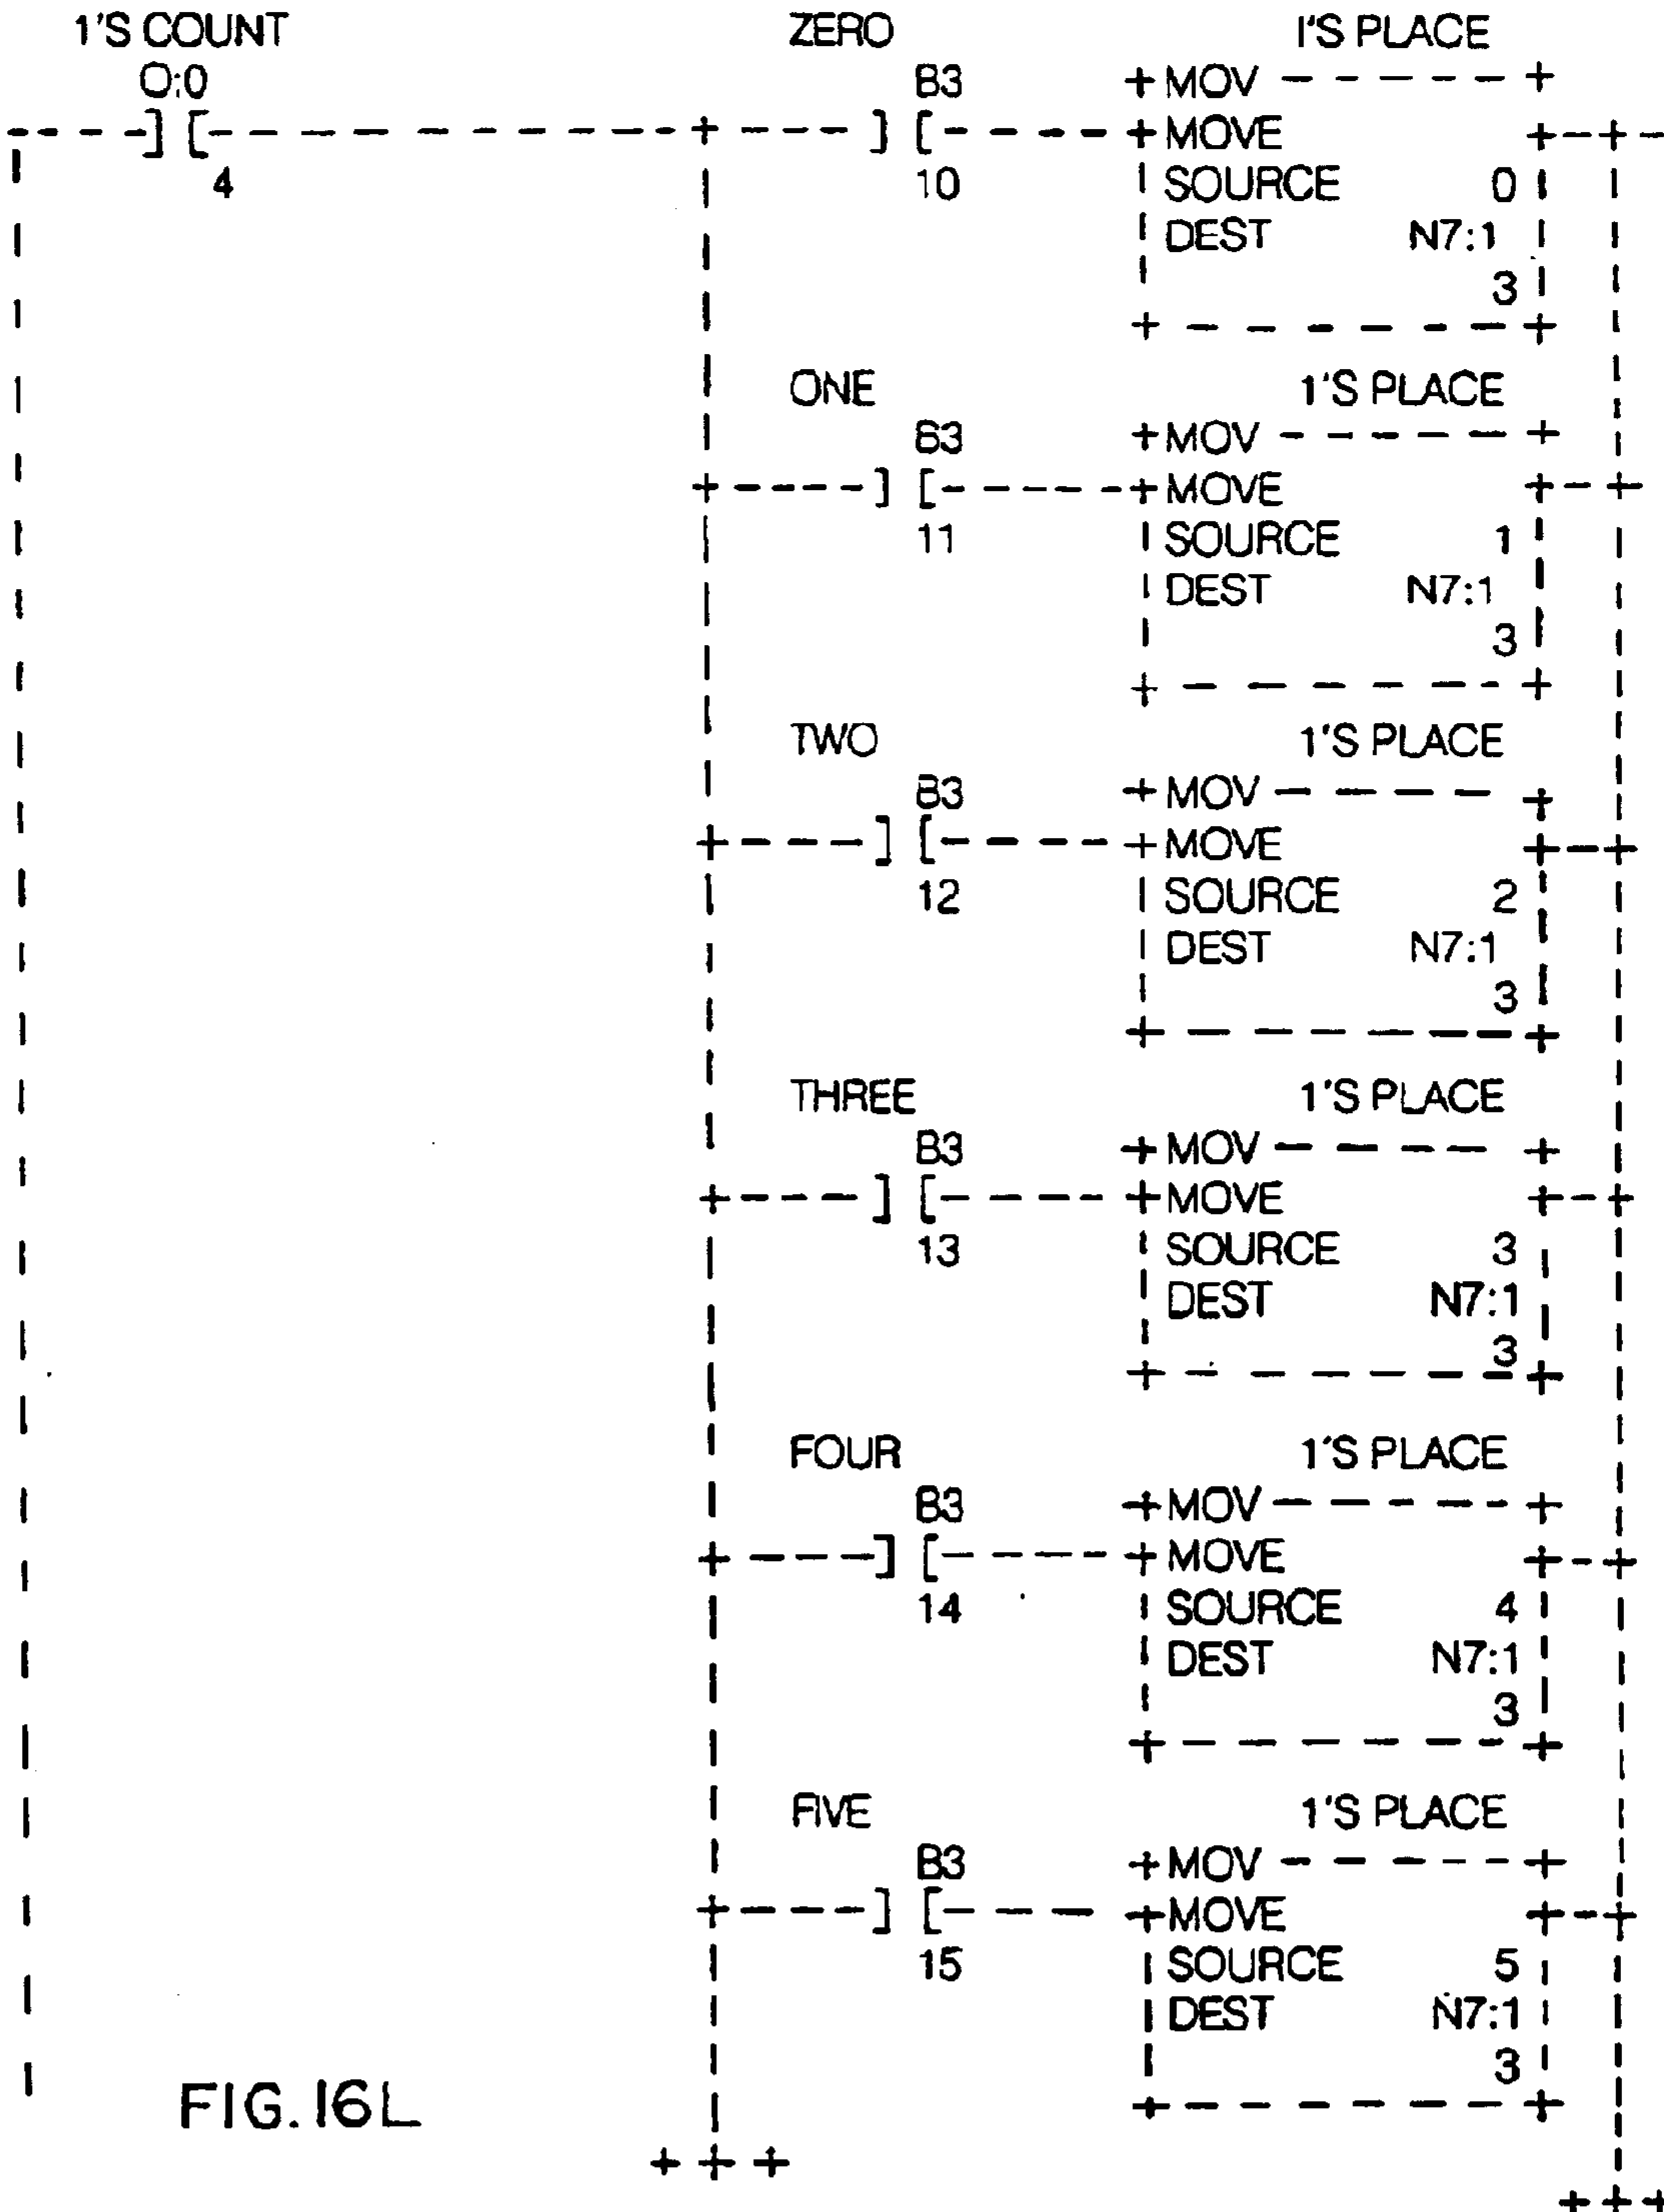 1'S COUNT ZERO I'S PLACE
O:0 B3 +MOV - - - - - - +
----] [- - - - - - - - - - -+- - - -] [- - - - -+MOVE +--+-
4 10 SOURCE 0
DEST N7:1
3
ONE 1'S PLACE
B3 +MOV - - - - - - +
+-----] [- - - - - -+MOVE +--+
11 SOURCE 1
DEST N7:1
3
TWO 1'S PLACE
B3 +MOV - - - - +
+----] [- - - - -+MOVE +--+
12 SOURCE 2
DEST N7:1
3
THREE 1'S PLACE
B3 +MOV - - - - +
+----] [- - - - -+MOVE +--+
13 SOURCE 3
DEST N7:1
3
FOUR 1'S PLACE
B3 +MOV - - - - - - +
+----] [- - - - -+MOVE +--+
14 SOURCE 4
DEST N7:1
3
FIVE 1'S PLACE
B3 +MOV - - - - - - +
+----] [- - - - +MOVE +--+
15 SOURCE 5
DEST N7:1
3
FIG. 16L
+ + +
+++